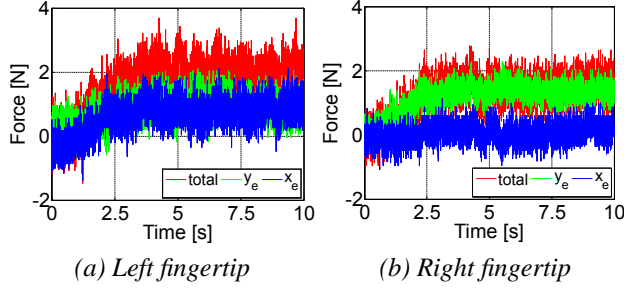 4
2
0
-2
Force [N]
total y_e x_e
0 2.5 5 7.5 10
Time [s]
(a) Left fingertip
4
2
0
-2
Force [N]
total y_e x_e
0 2.5 5 7.5 10
Time [s]
(b) Right fingertip